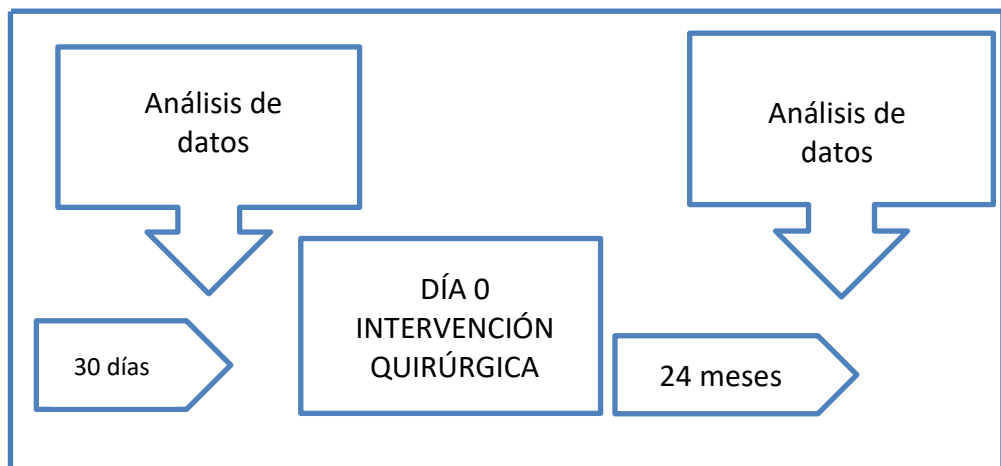 Análisis de
datos
Análisis de
datos
DÍA 0
INTERVENCIÓN
QUIRÚRGICA
30 días
24 meses